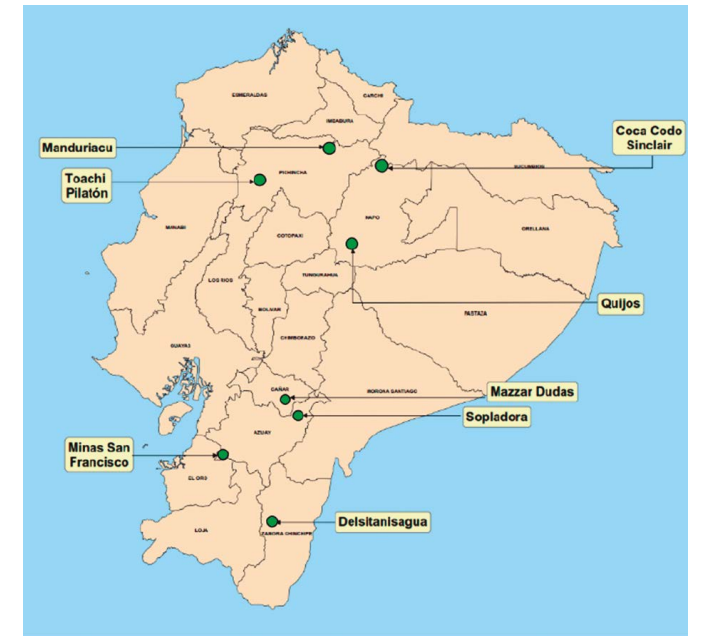 ESMERALDAS
CARCHI
IMBABURA
Coca Codo
Sinclair
Manduriacu
SUCUMBIOS
PICHINCHA
Toachi
Pilatón
NAPO
MANABI
ORELLANA
COTOPAXI
TUNGURAHUA
LOS RIOS
Quijos
BOLIVAR
PASTAZA
CHIMBORAZO
GUAYAS
CAÑAR
MORONA SANTIAGO
Mazzar Dudas
Sopladora
AZUAY
Minas San
Francisco
EL ORO
Delsitanisagua
LOJA
ZAMORA CHINCHIPE